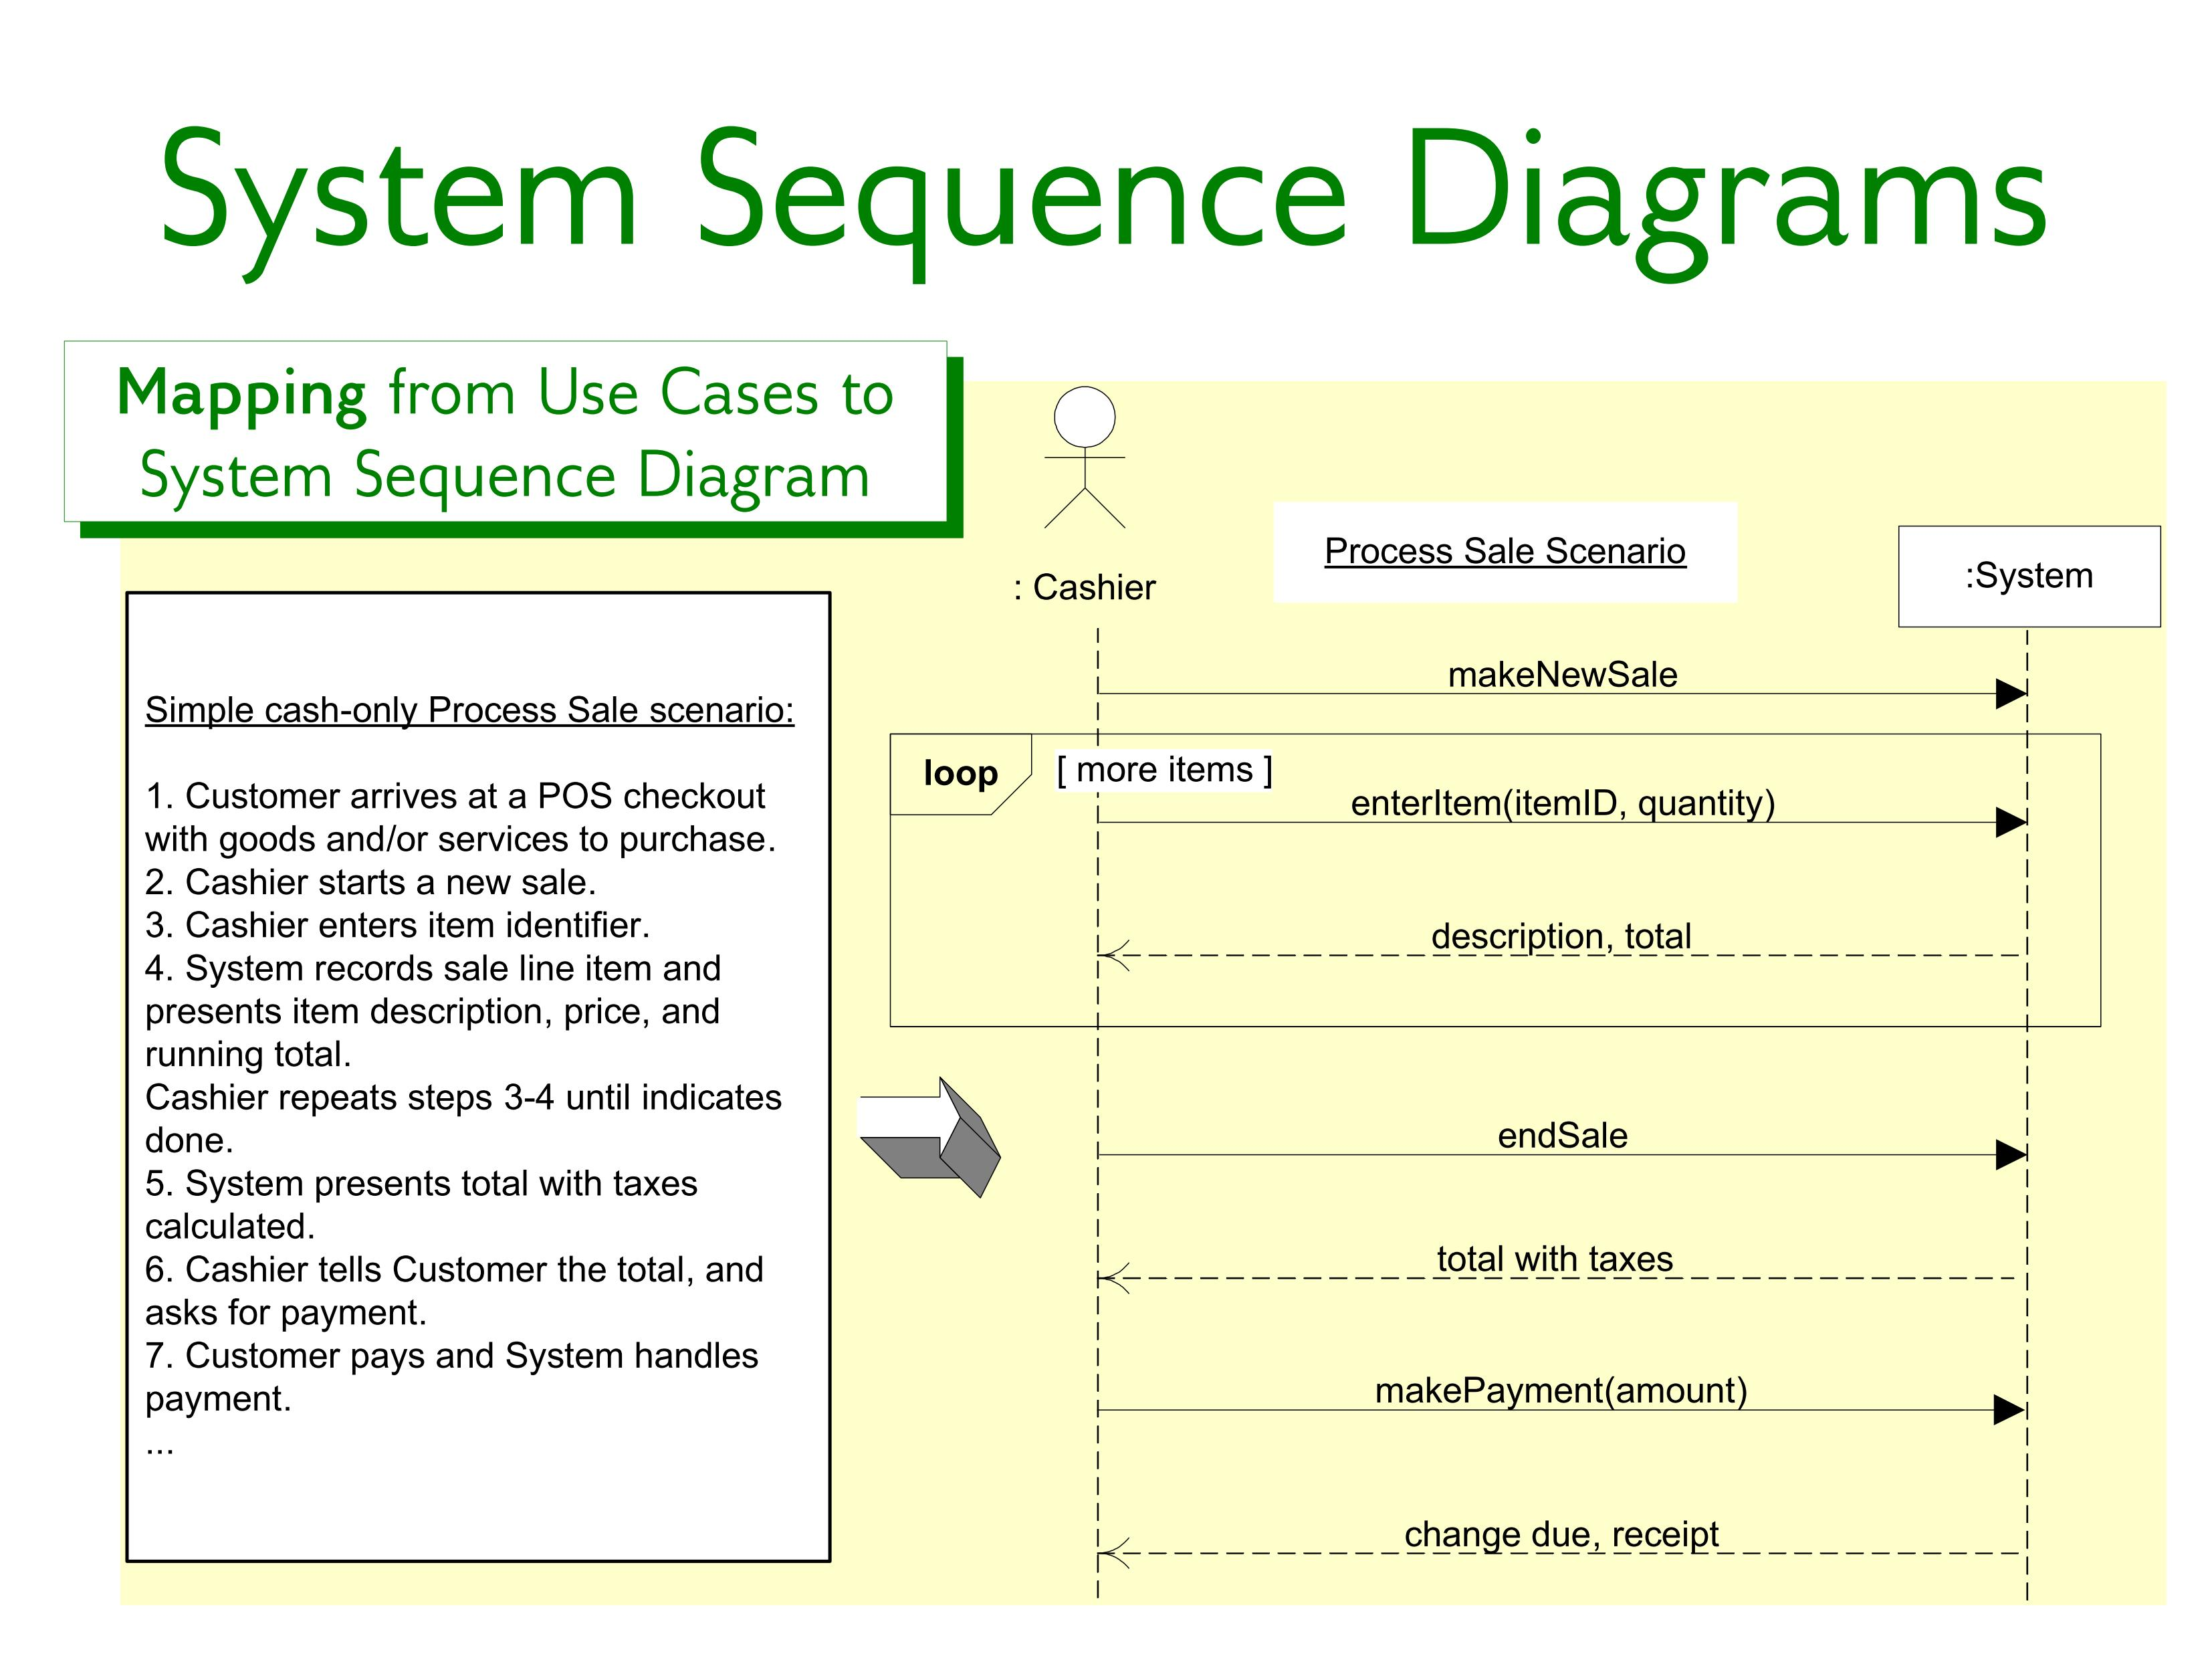 System Sequence Diagrams
Mapping from Use Cases to
System Sequence Diagram
Simple cash-only Process Sale scenario:
1. Customer arrives at a POS checkout
with goods and/or services to purchase.
2. Cashier starts a new sale.
3. Cashier enters item identifier.
4. System records sale line item and
presents item description, price, and
running total.
Cashier repeats steps 3-4 until indicates
done.
5. System presents total with taxes
calculated.
6. Cashier tells Customer the total, and
asks for payment.
7. Customer pays and System handles
payment.
...
: Cashier
Process Sale Scenario
:System
makeNewSale
loop
[ more items ]
enterItem(itemID, quantity)
description, total
endSale
total with taxes
makePayment(amount)
change due, receipt